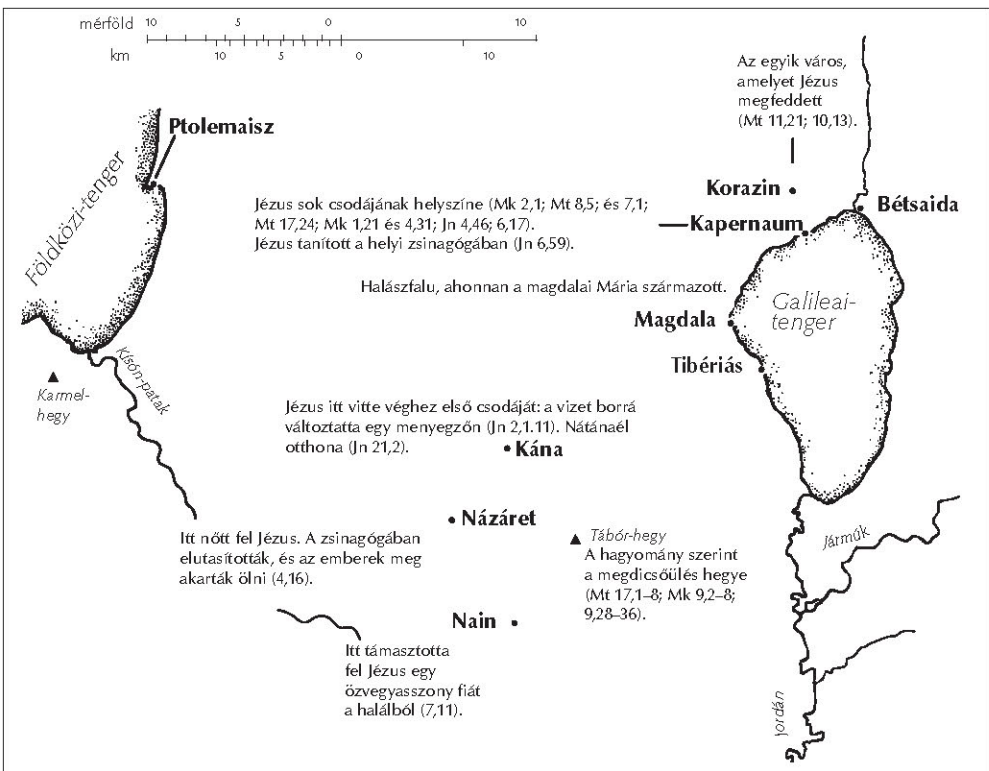 mérföld 10 5 0 10
km 10 5 0 10
Az egyik város,
amelyet Jézus
megfeddett
(Mt 11,21; 10,13).
Ptolemaisz
Földközi-tenger
Korazin
Bétsaida
Jézus sok csodájának helyszíne (Mk 2,1; Mt 8,5; és 7,1;
Mt 17,24; Mk 1,21 és 4,31; Jn 4,46; 6,17).
Jézus tanított a helyi zsinagógában (Jn 6,59).
Kapernaum
Halászfalu, ahonnan a magdalai Mária származott.
Galileai-
tenger
Magdala
Tibériás
Kísón-patak
Karmel-
hegy
Jézus itt vitte véghez első csodáját: a vizet borrá
változtatta egy menyegzőn (Jn 2,1.11). Nátánaél
otthona (Jn 21,2).
Kána
Názáret
Itt nőtt fel Jézus. A zsinagógában
elutasították, és az emberek meg
akarták ölni (4,16).
Tábór-hegy
A hagyomány szerint
a megdicsőülés hegye
(Mt 17,1–8; Mk 9,2–8;
9,28–36).
Jármúk
Nain
Itt támasztotta
fel Jézus egy
özvegyasszony fiát
a halálból (7,11).
Jordán